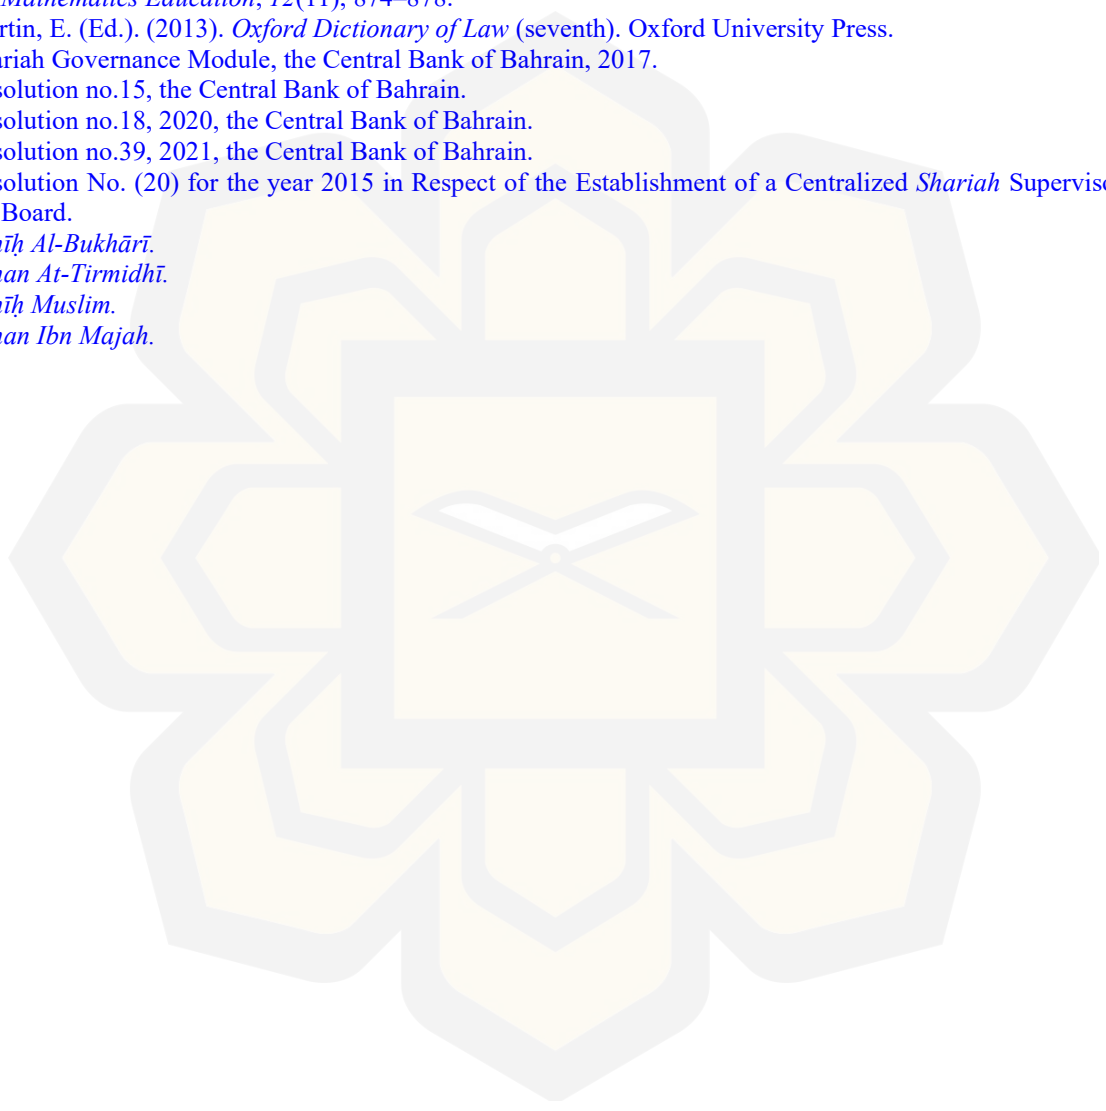 Mathematics Education, 12(11), 874–878.
rtin, E. (Ed.). (2013). Oxford Dictionary of Law (seventh). Oxford University Press.
ariah Governance Module, the Central Bank of Bahrain, 2017.
solution no.15, the Central Bank of Bahrain.
solution no.18, 2020, the Central Bank of Bahrain.
solution no.39, 2021, the Central Bank of Bahrain.
solution No. (20) for the year 2015 in Respect of the Establishment of a Centralized Shariah Superviso
Board.
ḥīḥ Al-Bukhārī.
nan At-Tirmidhī.
ḥīḥ Muslim.
nan Ibn Majah.